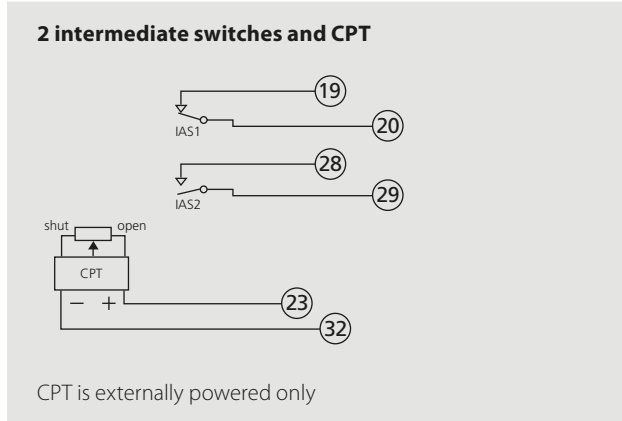 2 intermediate switches and CPT
19
IAS1
20
28
IAS2
29
shut open
CPT
− +
23
32
CPT is externally powered only